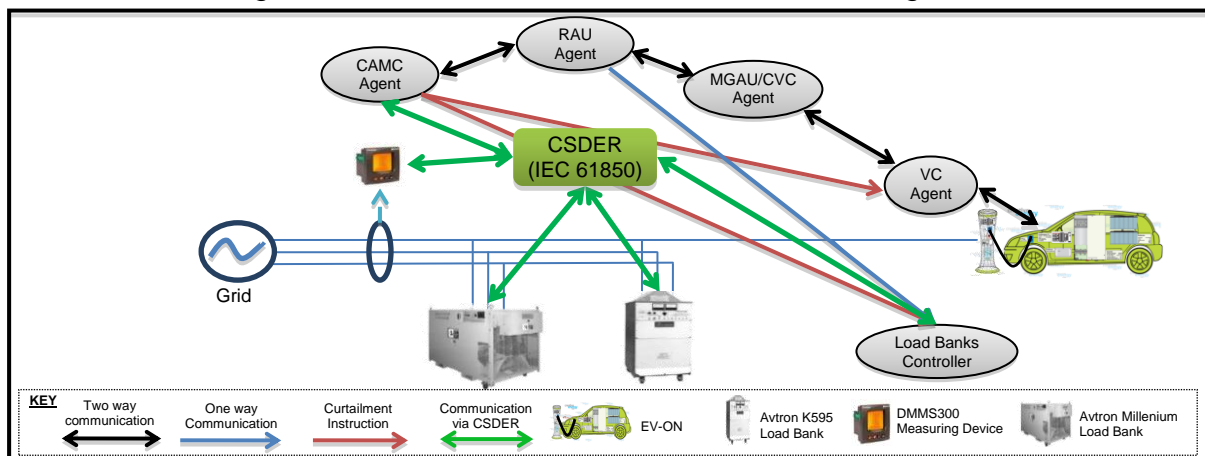 RAU
Agent
CAMC
Agent
MGAU/CVC
Agent
CSDER
(IEC 61850)
VC
Agent
Grid
Load Banks
Controller
KEY
Two way
communication
One way
Communication
Curtailment
Instruction
Communication
via CSDER
EV-ON
Avtron K595
Load Bank
DMMS300
Measuring Device
Avtron Millenium
Load Bank